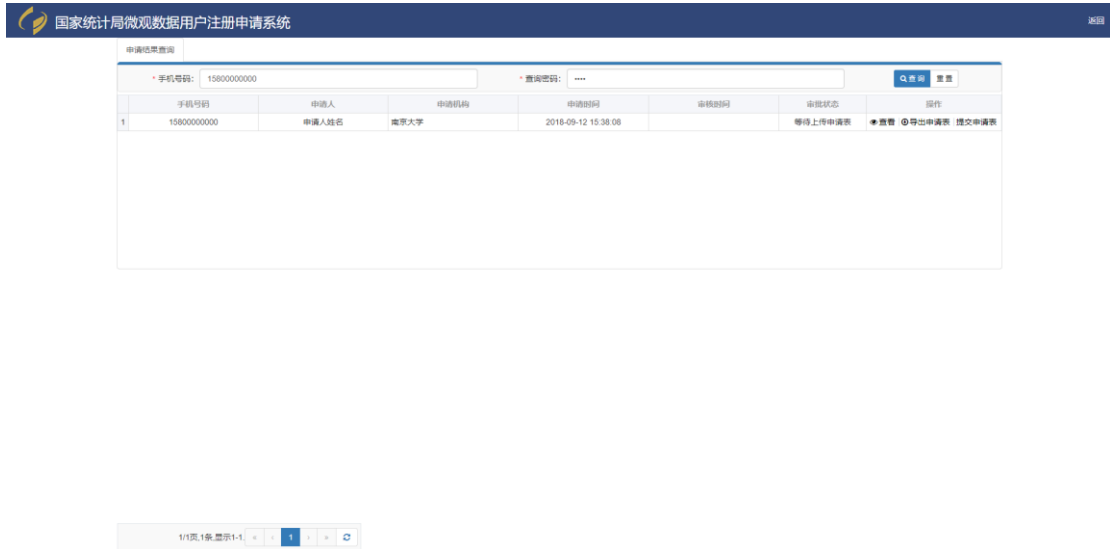 国家统计局微观数据用户注册申请系统 返回
申请结果查询
* 手机号码: 15800000000 * 查询密码: •••• 查询 重置
手机号码 申请人 申请机构 申请时间 审核时间 审批状态 操作
1 15800000000 申请人姓名 南京大学 2018-09-12 15:38:08 等待上传申请表 查看 导出申请表 提交申请表
1/1页,1条,显示1-1. « ‹ 1 › »